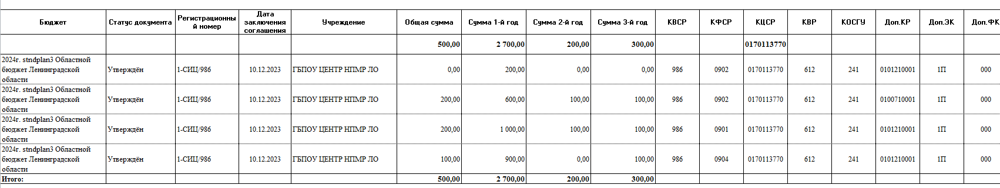 Бюджет Статус документа Регистрационны й номер Дата заключения соглашения Учреждение Общая сумма Сумма 1-й год Сумма 2-й год Сумма 3-й год КВСР КФСР КЦСР КВР КОСГУ Доп.КР Доп.ЭК Доп.ФК
500,00 2 700,00 200,00 300,00 0170113770
2024г. stndplan3 Областной
бюджет Ленинградской
области
Утверждён 1-СИЦ/986 10.12.2023 ГБПОУ ЦЕНТР НПМР ЛО 0,00 200,00 0,00 0,00 986 0902 0170113770 612 241 0101210001 1П 000
2024г. stndplan3 Областной
бюджет Ленинградской
области
Утверждён 1-СИЦ/986 10.12.2023 ГБПОУ ЦЕНТР НПМР ЛО 200,00 600,00 100,00 100,00 986 0902 0170113770 612 241 0100710001 1П 000
2024г. stndplan3 Областной
бюджет Ленинградской
области
Утверждён 1-СИЦ/986 10.12.2023 ГБПОУ ЦЕНТР НПМР ЛО 200,00 1 000,00 100,00 100,00 986 0901 0170113770 612 241 0101210001 1П 000
2024г. stndplan3 Областной
бюджет Ленинградской
области
Утверждён 1-СИЦ/986 10.12.2023 ГБПОУ ЦЕНТР НПМР ЛО 100,00 900,00 0,00 100,00 986 0904 0170113770 612 241 0101210001 1П 000
Итого: 500,00 2 700,00 200,00 300,00